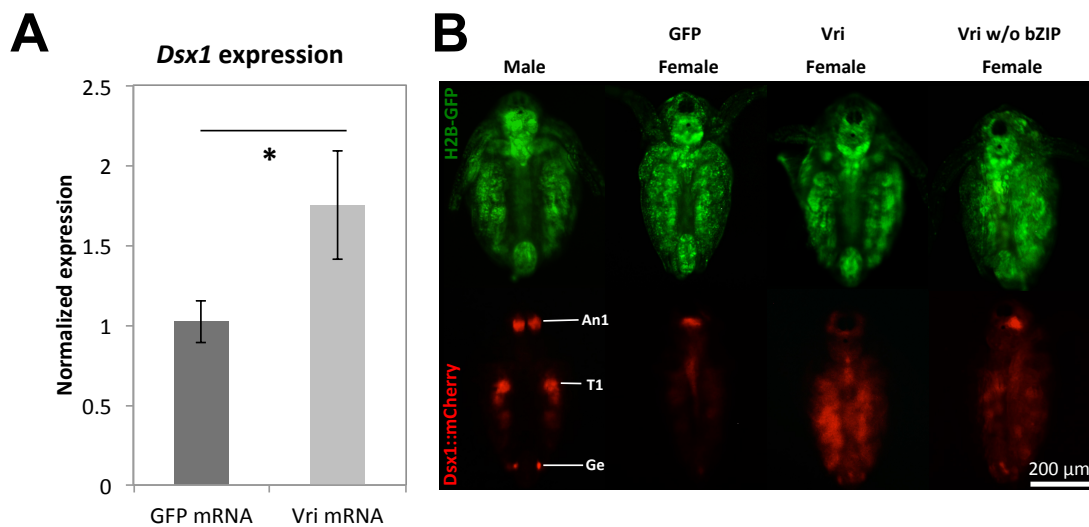 A
Dsx1 expression
Normalized expression
2.5
2
1.5
1
0.5
0
*
GFP mRNA
Vri mRNA
B
GFP
Vri
Vri w/o bZIP
Male
Female
Female
Female
H2B-GFP
Dsx1::mCherry
An1
T1
Ge
200 µm